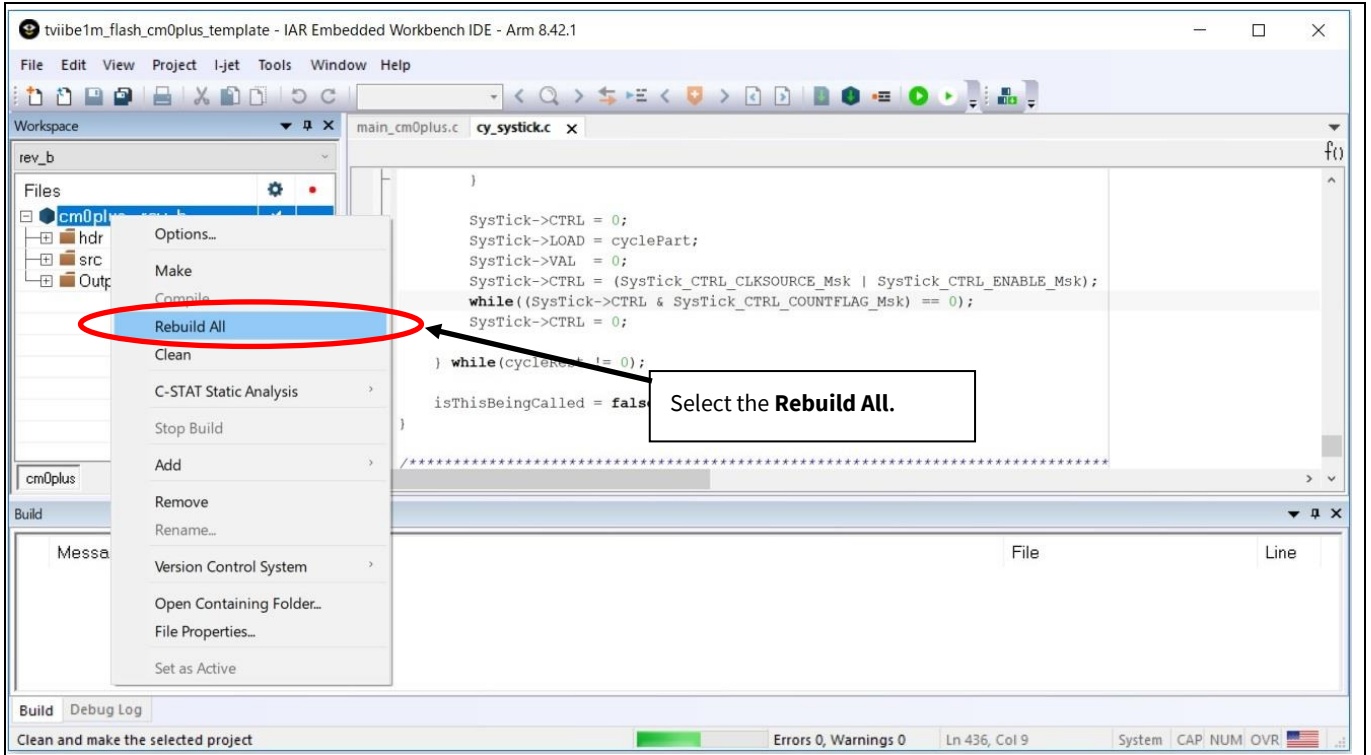 tviibe1m_flash_cm0plus_template - IAR Embedded Workbench IDE - Arm 8.42.1
File Edit View Project I-jet Tools Window Help
Workspace
main_cm0plus.c cy_systick.c
rev_b
f()
Files
cm0plus - rev_b
hdr
src
Outp
cm0plus
Options...
Make
Compile
Rebuild All
Clean
C-STAT Static Analysis
Stop Build
Add
Remove
Rename...
Version Control System
Open Containing Folder...
File Properties...
Set as Active
}
SysTick->CTRL = 0;
SysTick->LOAD = cyclePart;
SysTick->VAL = 0;
SysTick->CTRL = (SysTick_CTRL_CLKSOURCE_Msk | SysTick_CTRL_ENABLE_Msk);
while((SysTick->CTRL & SysTick_CTRL_COUNTFLAG_Msk) == 0);
SysTick->CTRL = 0;
} while(cycleRest != 0);
isThisBeingCalled = false
}
/*******************************************************************************
Select the Rebuild All.
Build
Messa
File
Line
Build Debug Log
Clean and make the selected project
Errors 0, Warnings 0
Ln 436, Col 9
System CAP NUM OVR